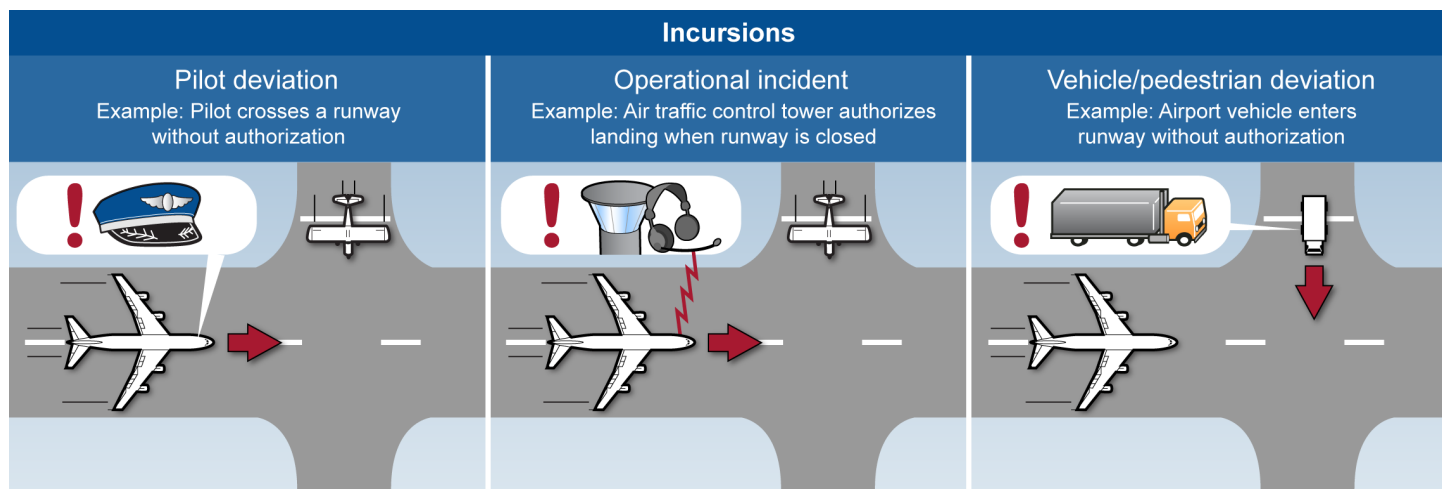 Incursions
Pilot deviation
Example: Pilot crosses a runway
without authorization
Operational incident
Example: Air traffic control tower authorizes
landing when runway is closed
Vehicle/pedestrian deviation
Example: Airport vehicle enters
runway without authorization